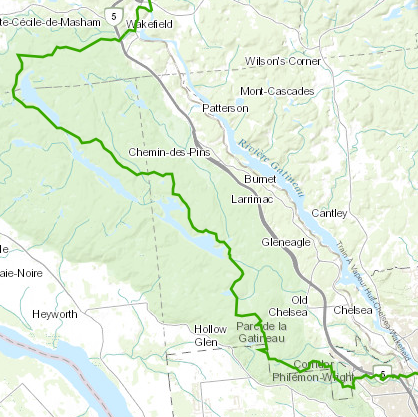 5
te-Cécile-de-Masham
Wakefield
Wilson's Corner
Mont-Cascades
Patterson
Rivière Gatineau
Chemin-des-Pins
Burnet
Larrimac
Cantley
Gleneagle
Train À Vapeur Hull Chelsea-Wakefield
aie-Noire
Old
Chelsea
Chelsea
Heyworth
Hollow
Glen
Parc de la
Gatineau
Corridor
Philémon-Wright
5